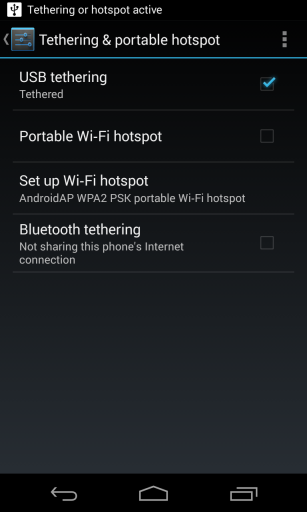 Tethering or hotspot active
Tethering & portable hotspot
USB tethering
Tethered
Portable Wi-Fi hotspot
Set up Wi-Fi hotspot
AndroidAP WPA2 PSK portable Wi-Fi hotspot
Bluetooth tethering
Not sharing this phone's Internet
connection